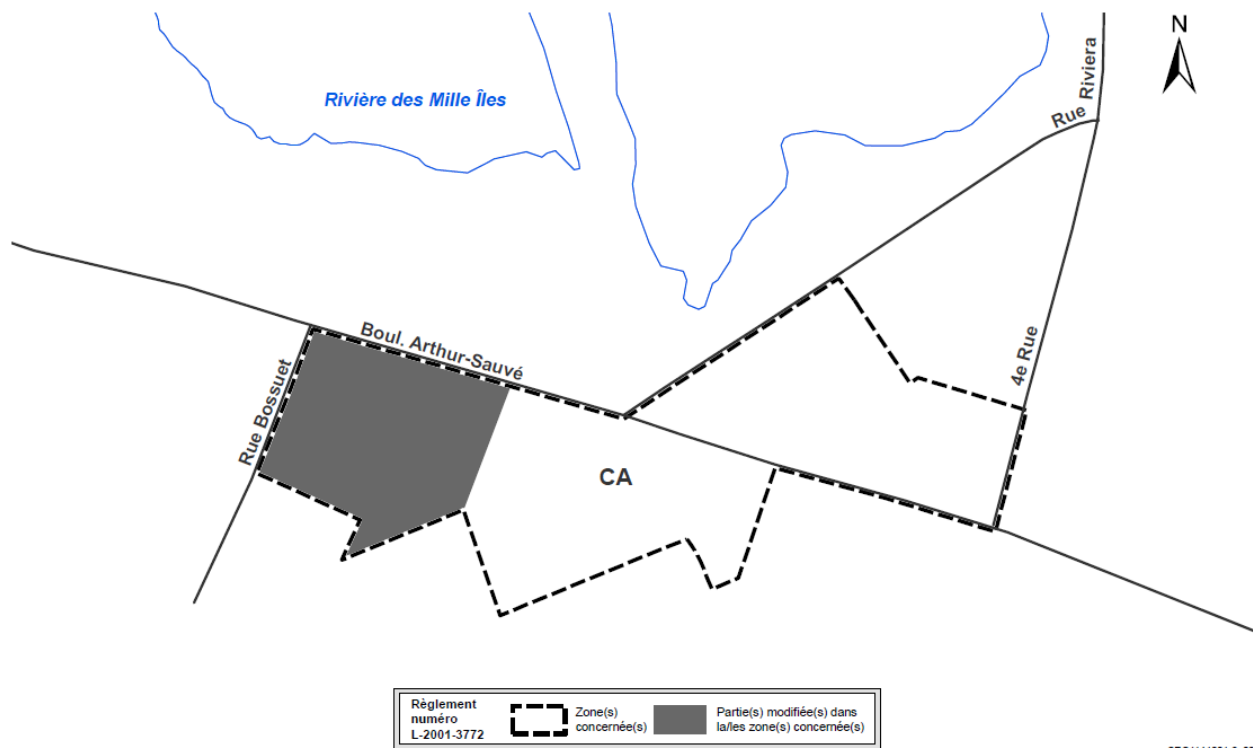 N
Rivière des Mille Îles
Rue Riviera
Boul. Arthur-Sauvé
Rue Bossuet
4e Rue
CA
Règlement
numéro
L-2001-3772
Zone(s)
concernée(s)
Partie(s) modifiée(s) dans
la/les zone(s) concernée(s)